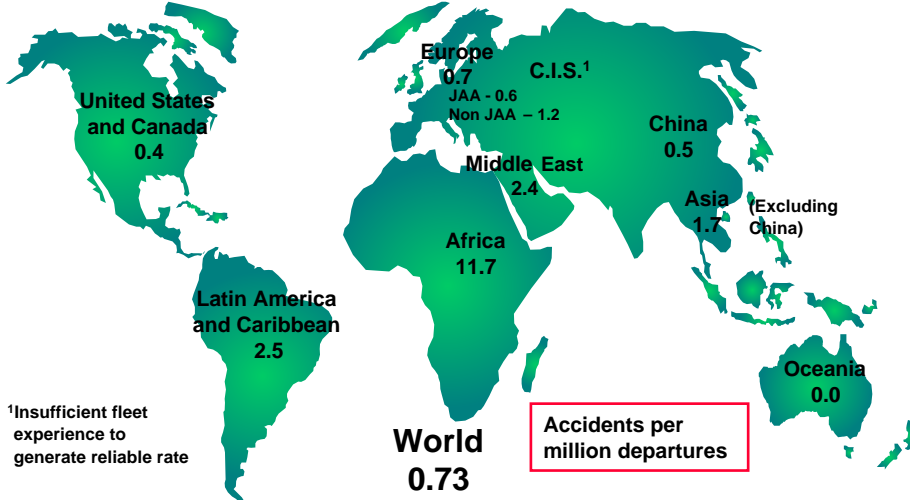 Europe
0.7
JAA - 0.6
Non JAA – 1.2
C.I.S.¹
United States
and Canada
0.4
China
0.5
Middle East
2.4
Asia
1.7
(Excluding
China)
Africa
11.7
Latin America
and Caribbean
2.5
Oceania
0.0
¹Insufficient fleet
experience to
generate reliable rate
World
0.73
Accidents per
million departures